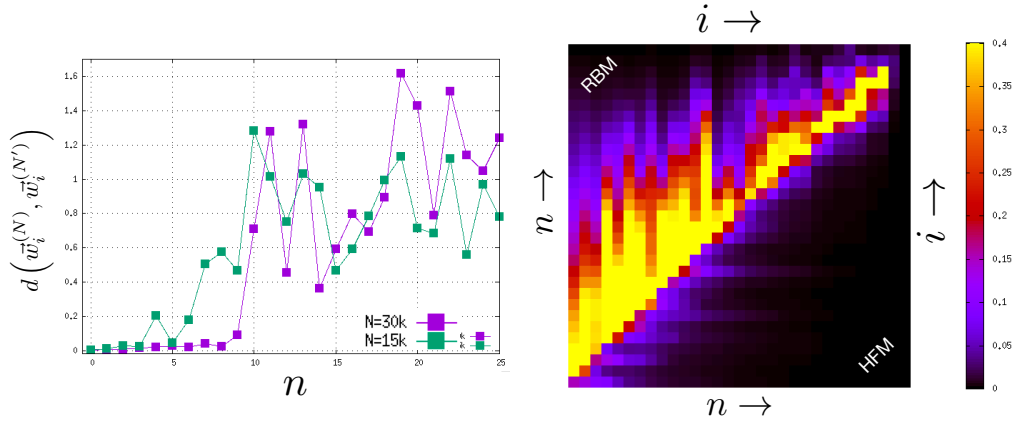 1,6
1,4
1,2
1
0,8
0,6
0,4
0,2
0
0 5 10 15 20 25
d(w⃗ᵢ⁽ᴺ⁾, w⃗ᵢ⁽ᴺ′⁾)
n
N=30k
N=15k
i →
RBM
HFM
n →
i →
n →
0,4
0,35
0,3
0,25
0,2
0,15
0,1
0,05
0